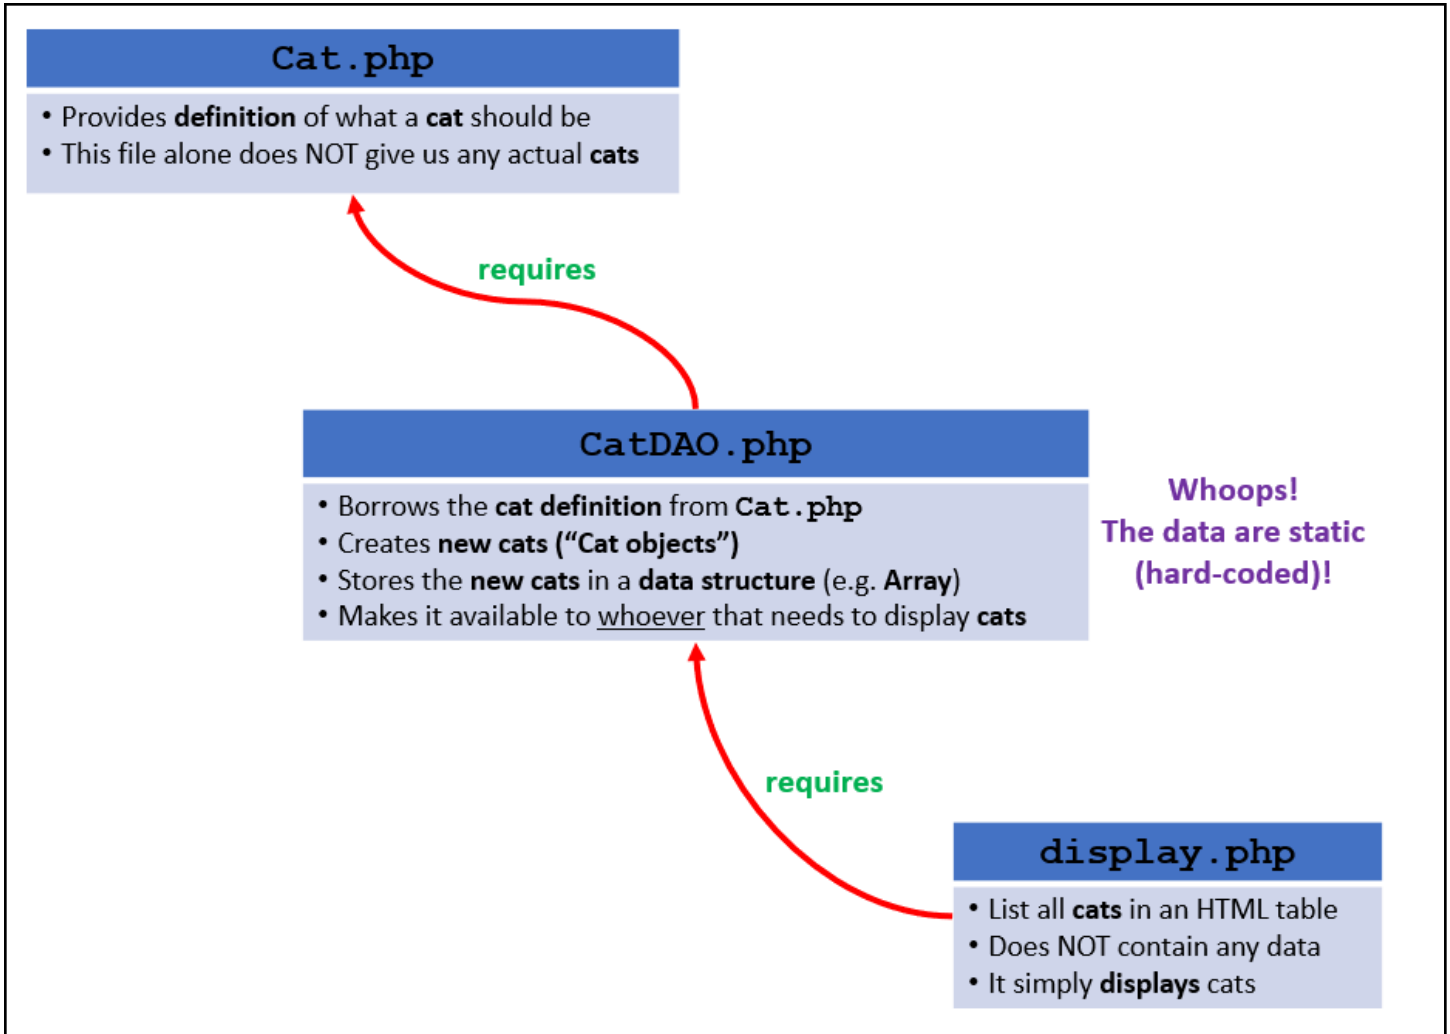 Cat.php
• Provides definition of what a cat should be
• This file alone does NOT give us any actual cats
requires
CatDAO.php
• Borrows the cat definition from Cat.php
• Creates new cats (“Cat objects”)
• Stores the new cats in a data structure (e.g. Array)
• Makes it available to whoever that needs to display cats
Whoops!
The data are static
(hard-coded)!
requires
display.php
• List all cats in an HTML table
• Does NOT contain any data
• It simply displays cats